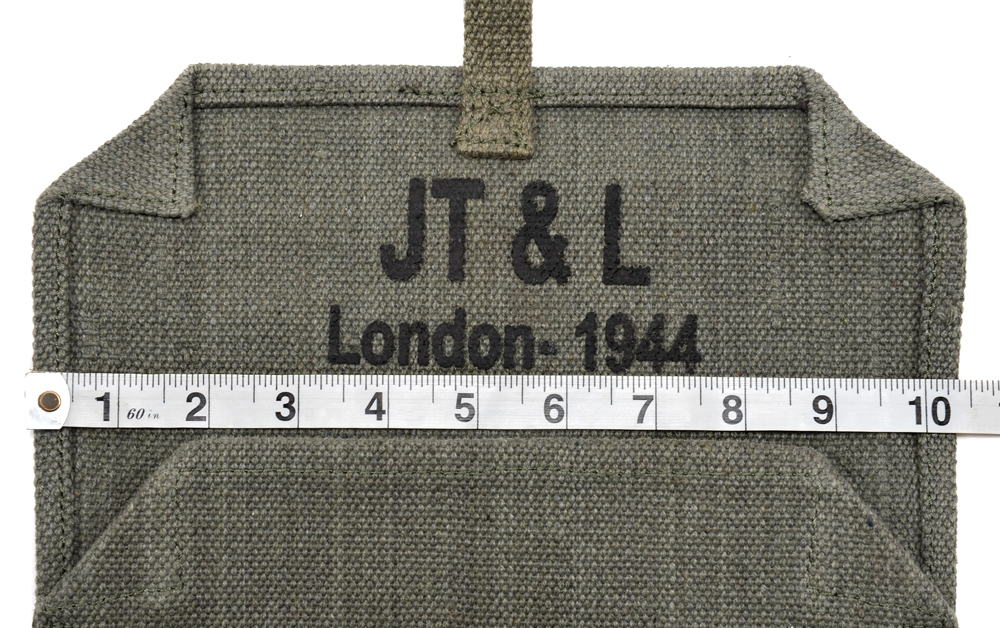 JT & L
London- 1944
1 60 in 2 3 4 5 6 7 8 9 10